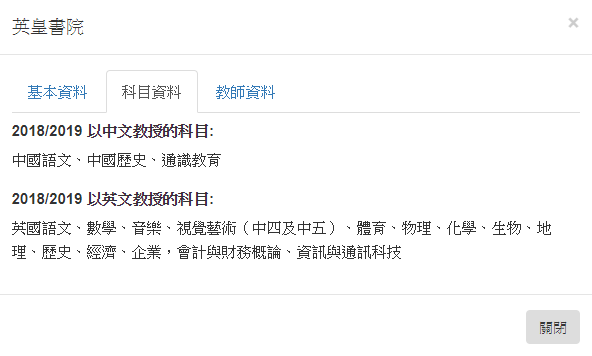 英皇書院
×
基本資料 科目資料 教師資料
2018/2019 以中文教授的科目:
中國語文、中國歷史、通識教育
2018/2019 以英文教授的科目:
英國語文、數學、音樂、視覺藝術（中四及中五）、體育、物理、化學、生物、地
理、歷史、經濟、企業，會計與財務概論、資訊與通訊科技
關閉